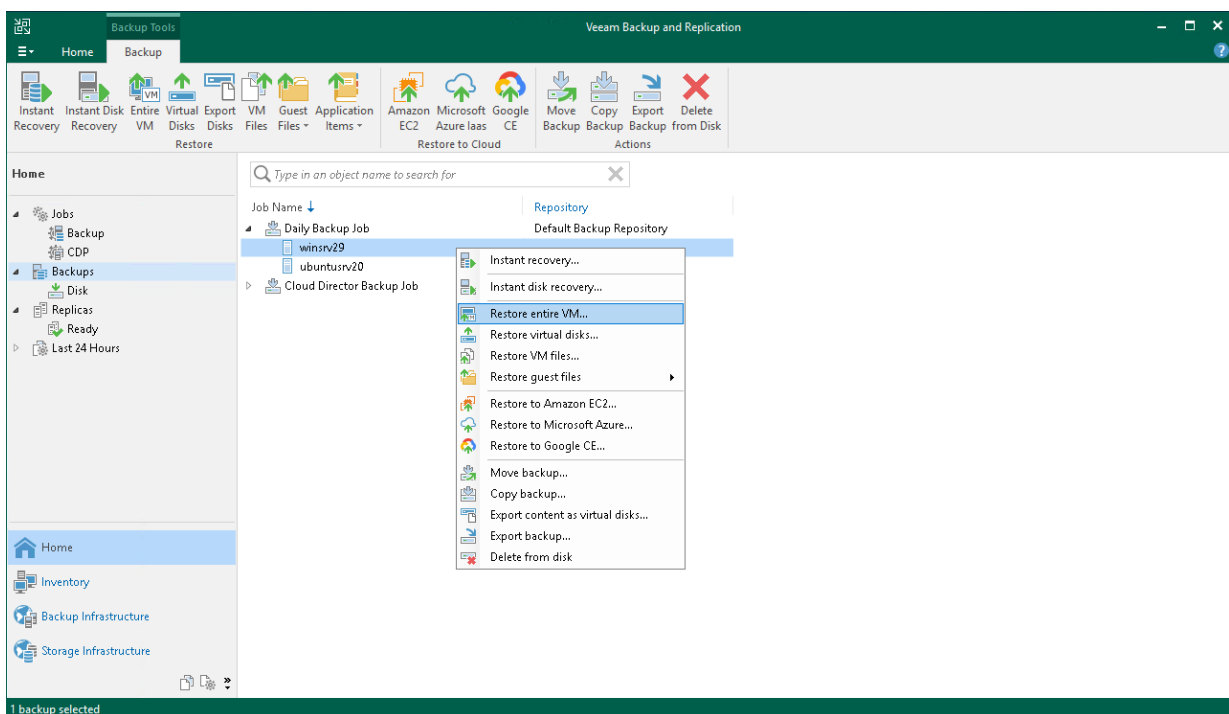 Backup Tools
Veeam Backup and Replication
Home Backup
Instant Recovery
Instant Disk Recovery
Entire VM
Virtual Disks
Export Disks
VM Files
Guest Files
Application Items
Amazon EC2
Microsoft Azure Iaas
Google CE
Move Backup
Copy Backup
Export Backup
Delete from Disk
Restore
Restore to Cloud
Actions
Home
Type in an object name to search for
Jobs
Backup
CDP
Backups
Disk
Replicas
Ready
Last 24 Hours
Job Name Repository
Daily Backup Job Default Backup Repository
winsrv29
ubuntusrv20
Cloud Director Backup Job
Instant recovery...
Instant disk recovery...
Restore entire VM...
Restore virtual disks...
Restore VM files...
Restore guest files
Restore to Amazon EC2...
Restore to Microsoft Azure...
Restore to Google CE...
Move backup...
Copy backup...
Export content as virtual disks...
Export backup...
Delete from disk
Home
Inventory
Backup Infrastructure
Storage Infrastructure
1 backup selected